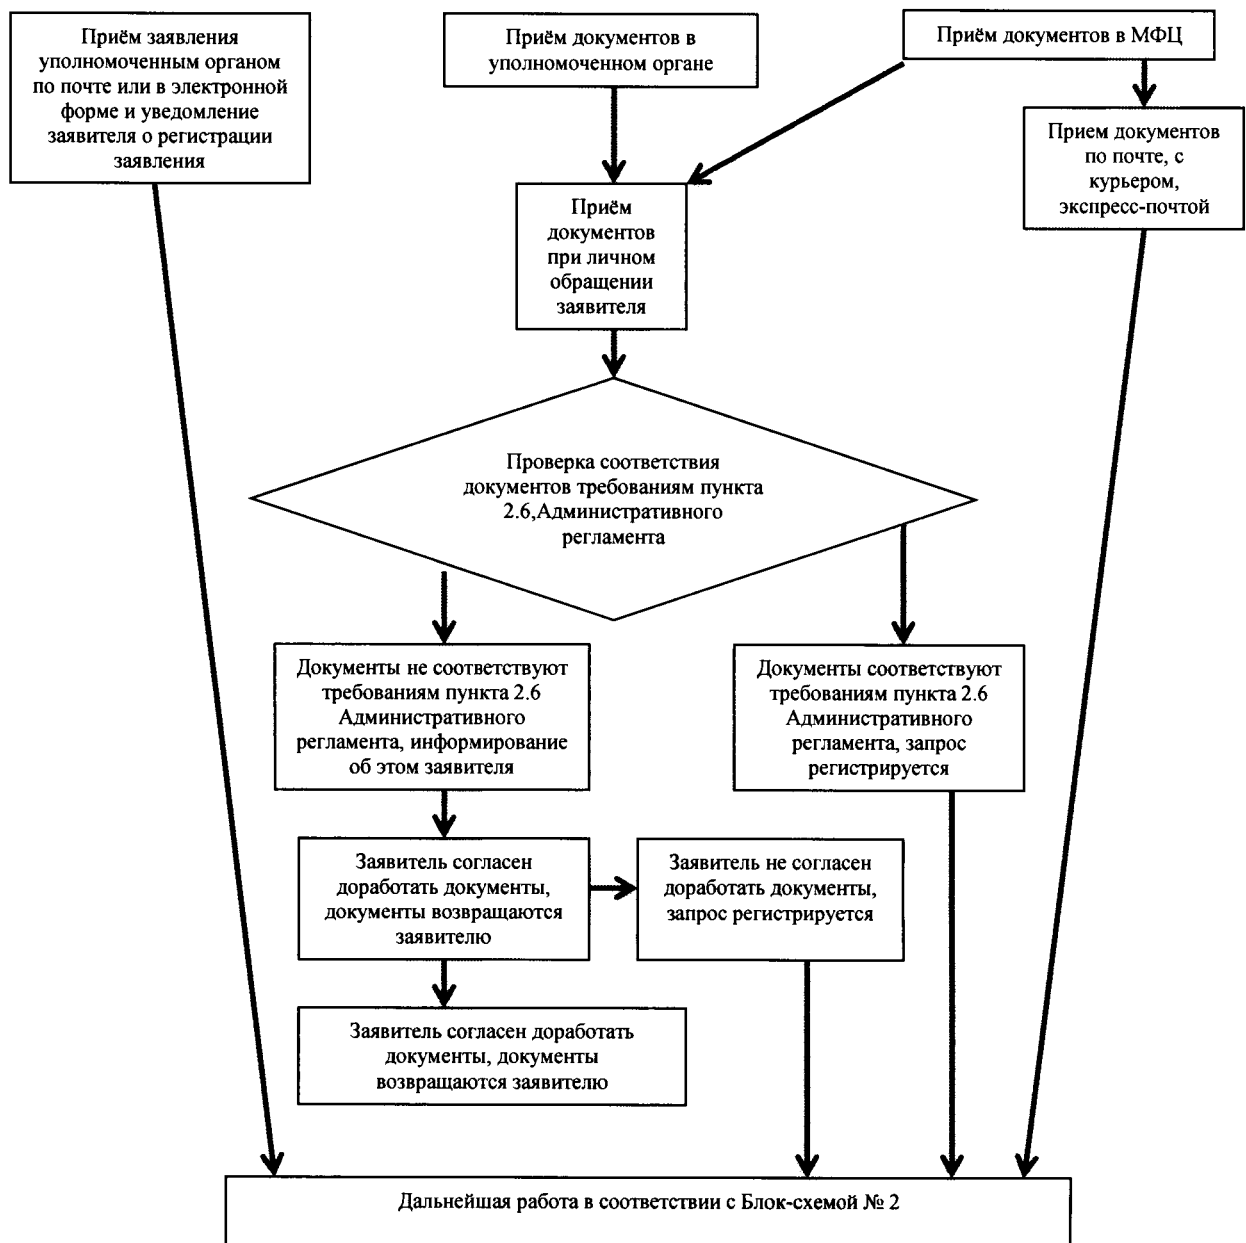 Приём заявления
уполномоченным органом
по почте или в электронной
форме и уведомление
заявителя о регистрации
заявления
Приём документов в
уполномоченном органе
Приём документов в МФЦ
Прием документов
по почте, с
курьером,
экспресс-почтой
Приём
документов
при личном
обращении
заявителя
Проверка соответствия
документов требованиям пункта
2.6,Административного
регламента
Документы не соответствуют
требованиям пункта 2.6
Административного
регламента, информирование
об этом заявителя
Документы соответствуют
требованиям пункта 2.6
Административного
регламента, запрос
регистрируется
Заявитель согласен
доработать документы,
документы возвращаются
заявителю
Заявитель не согласен
доработать документы,
запрос регистрируется
Заявитель согласен доработать
документы, документы
возвращаются заявителю
Дальнейшая работа в соответствии с Блок-схемой № 2